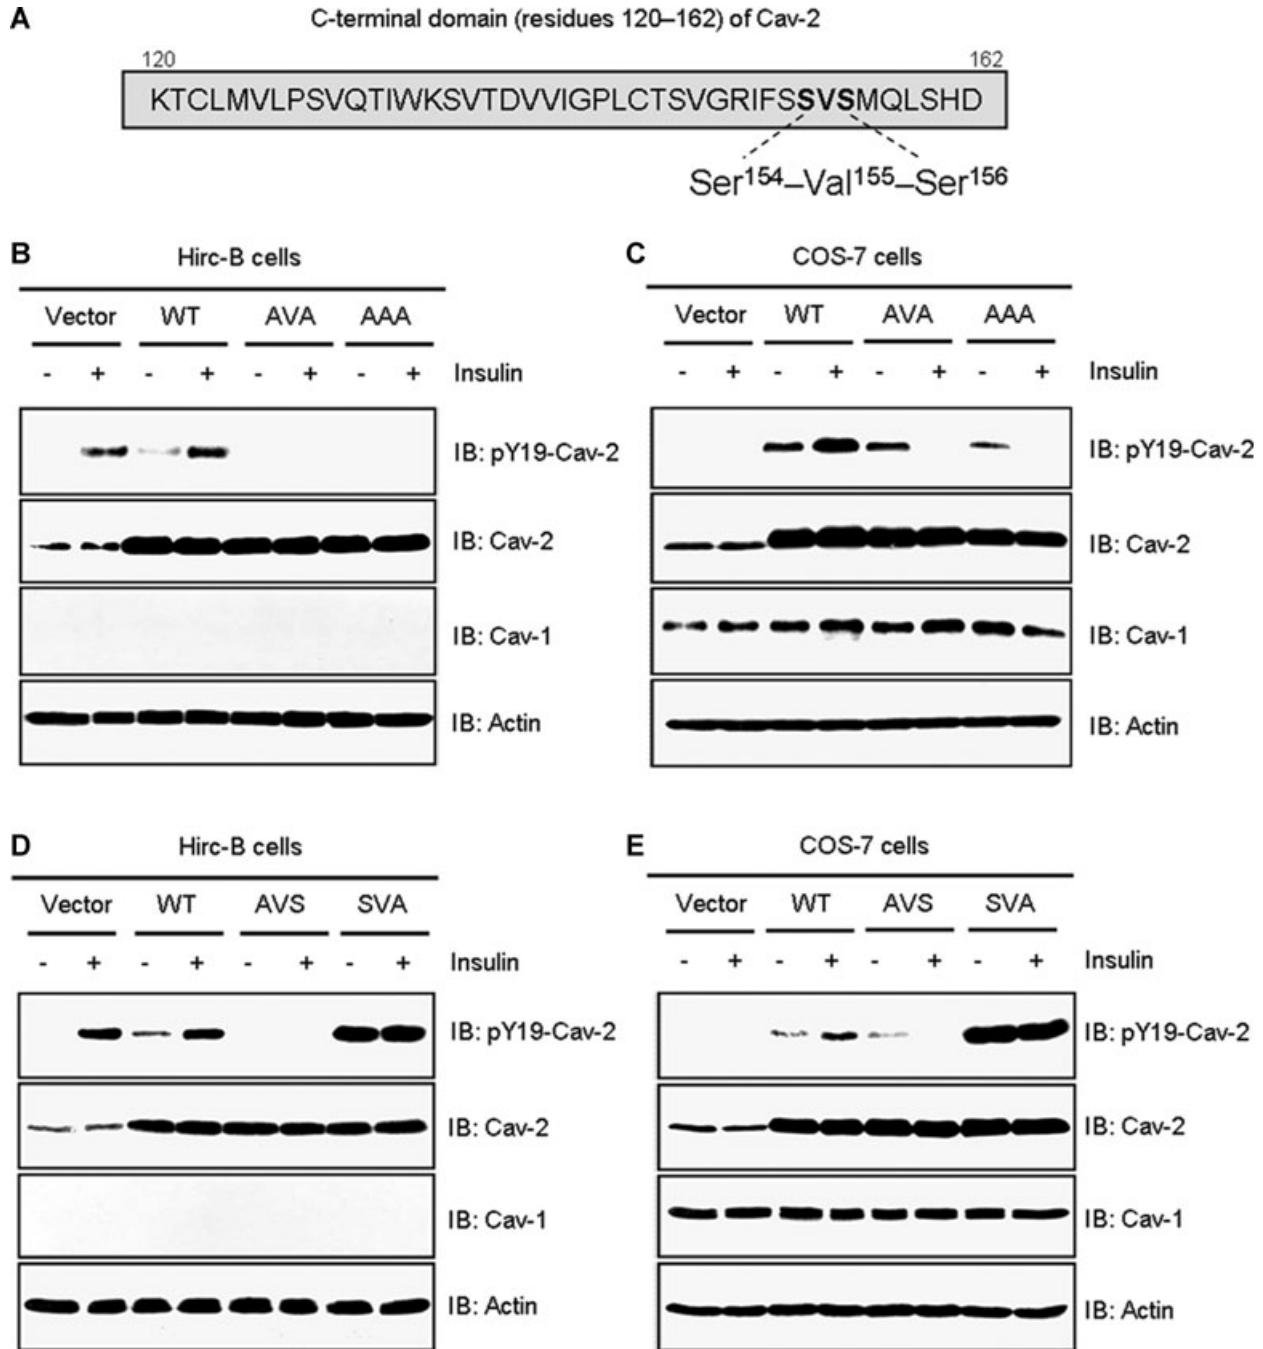 A
C-terminal domain (residues 120–162) of Cav-2
120 162
KTCLMVLPSVQTIWKSVTDVVIGPLCTSVGRIFSSVSMQLSHD
Ser154–Val155–Ser156
B
Hirc-B cells
Vector WT AVA AAA
- + - + - + - + Insulin
IB: pY19-Cav-2
IB: Cav-2
IB: Cav-1
IB: Actin
C
COS-7 cells
Vector WT AVA AAA
- + - + - + - + Insulin
IB: pY19-Cav-2
IB: Cav-2
IB: Cav-1
IB: Actin
D
Hirc-B cells
Vector WT AVS SVA
- + - + - + - + Insulin
IB: pY19-Cav-2
IB: Cav-2
IB: Cav-1
IB: Actin
E
COS-7 cells
Vector WT AVS SVA
- + - + - + - + Insulin
IB: pY19-Cav-2
IB: Cav-2
IB: Cav-1
IB: Actin